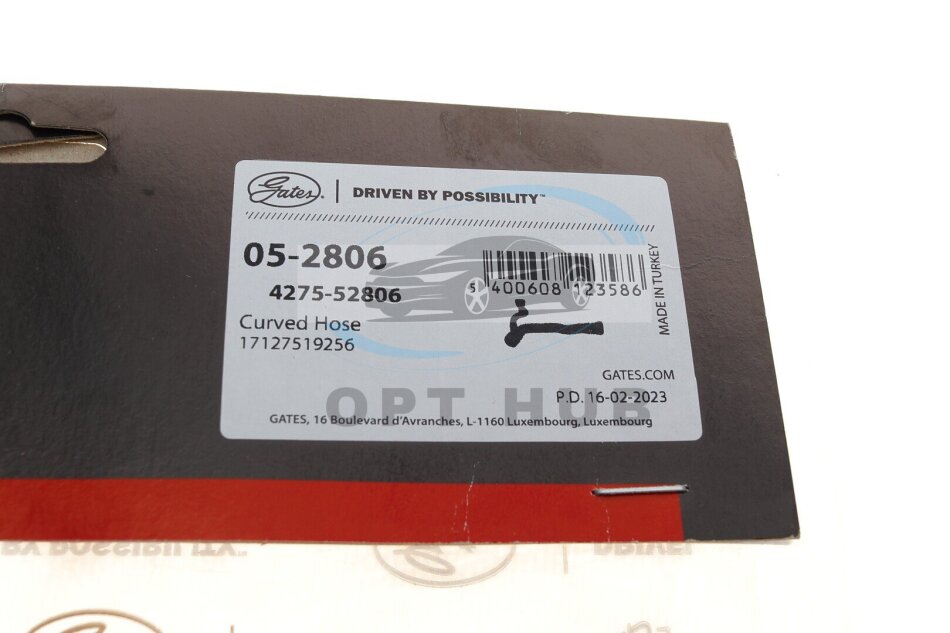 Gates® | DRIVEN BY POSSIBILITY™
05-2806
4275-52806
Curved Hose
17127519256
5 400608 123586
MADE IN TURKEY
GATES.COM
P.D. 16-02-2023
OPT HUB
GATES, 16 Boulevard d'Avranches, L-1160 Luxembourg, Luxembourg